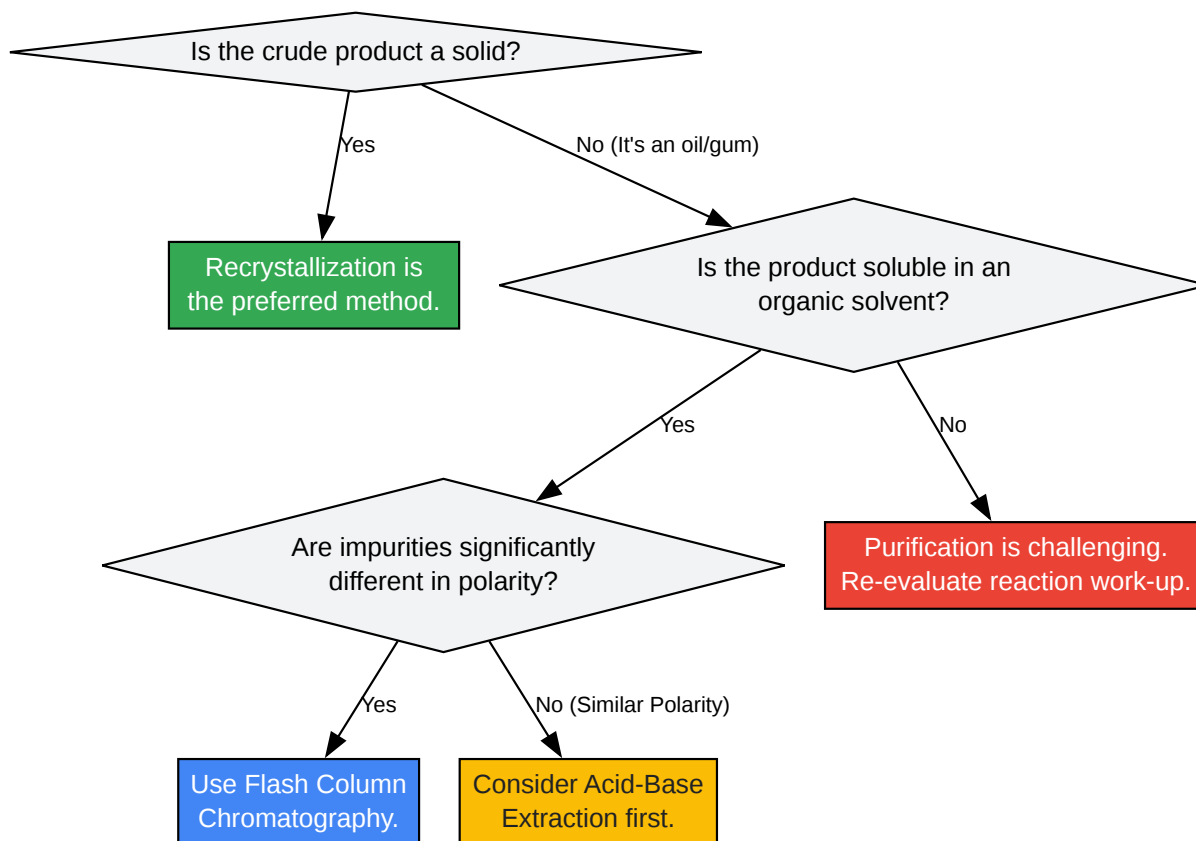 Is the crude product a solid?
Yes
No (It's an oil/gum)
Recrystallization is
the preferred method.
Is the product soluble in an
organic solvent?
Yes
No
Are impurities significantly
different in polarity?
Purification is challenging.
Re-evaluate reaction work-up.
Yes
No (Similar Polarity)
Use Flash Column
Chromatography.
Consider Acid-Base
Extraction first.